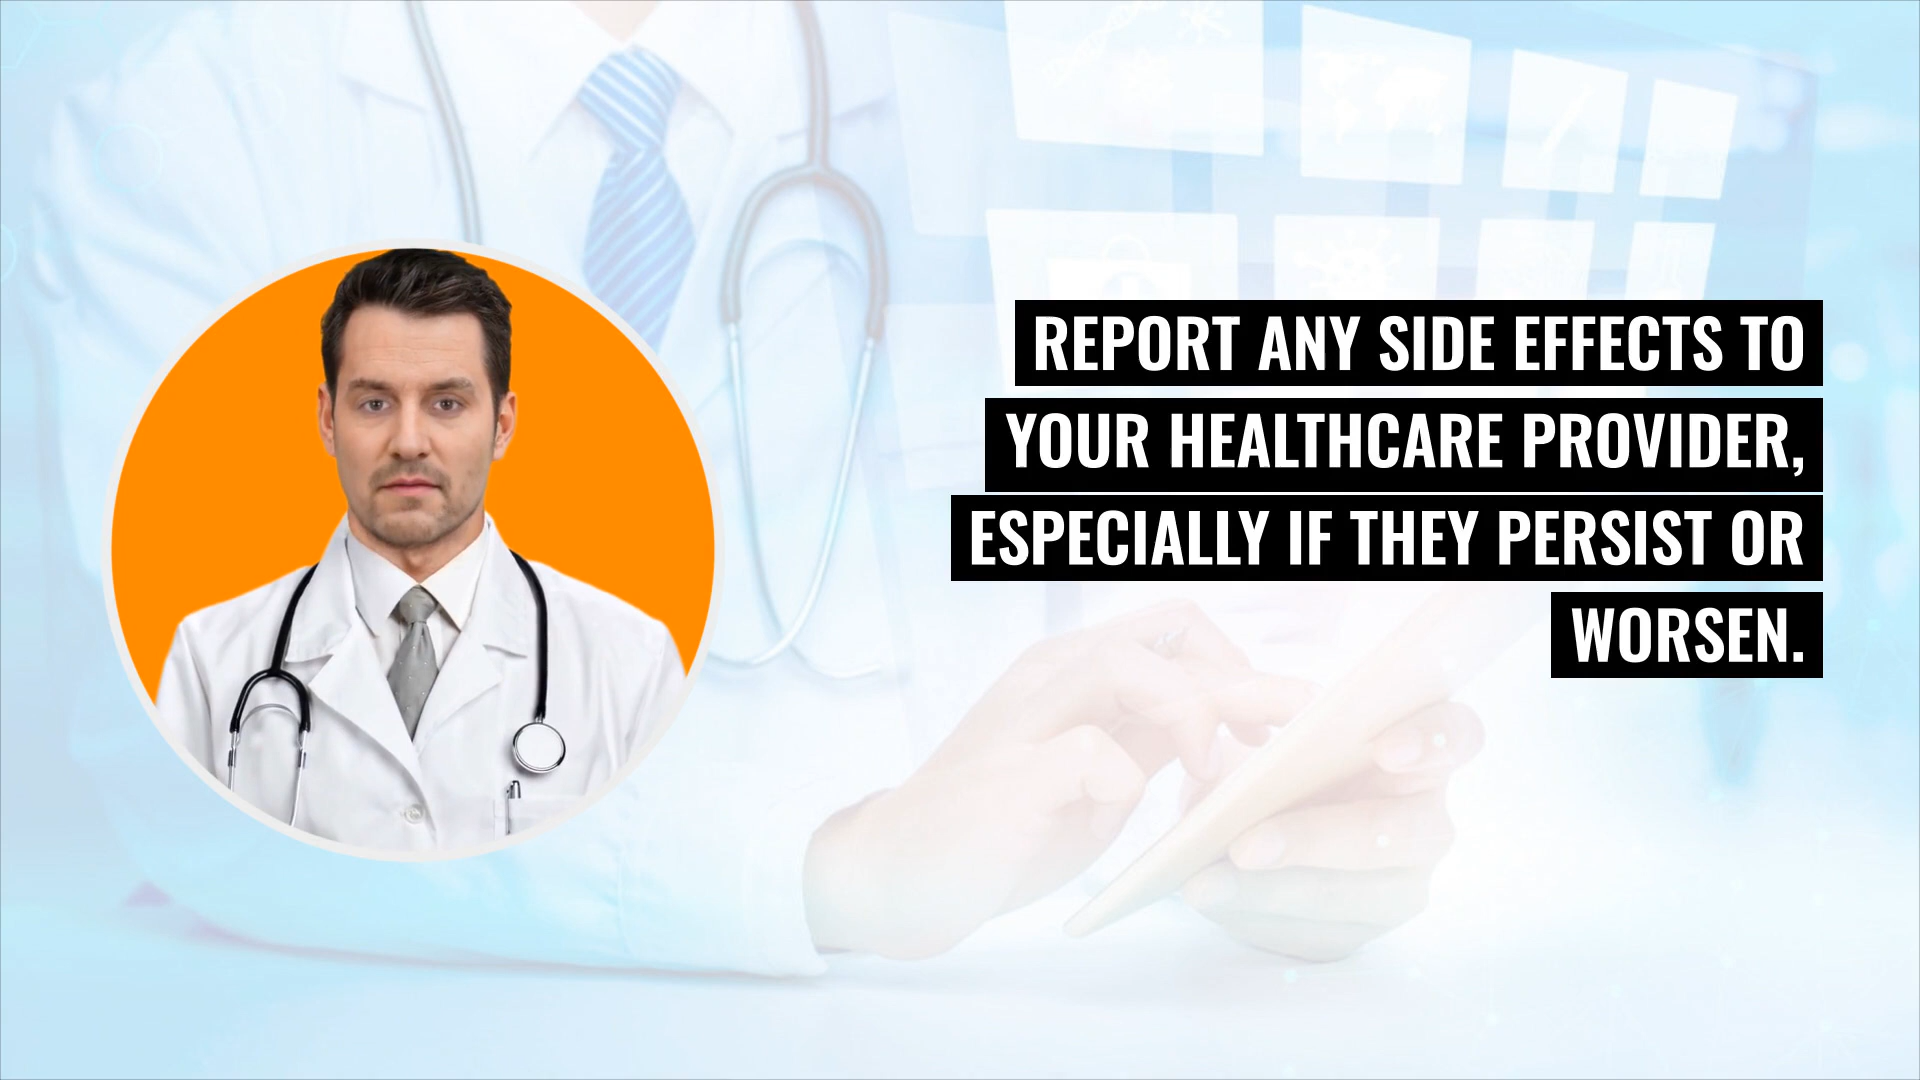 REPORT ANY SIDE EFFECTS TO
YOUR HEALTHCARE PROVIDER,
ESPECIALLY IF THEY PERSIST OR
WORSEN.